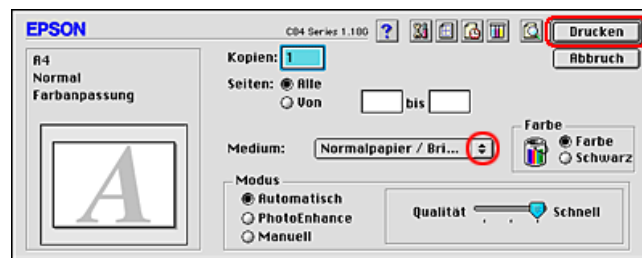 EPSON
C84 Series 1.100
?
Drucken
Abbruch
A4
Normal
Farbanpassung
A
Kopien: 1
Seiten: Alle
Von bis
Medium: Normalpapier / Bri...
Farbe
Farbe
Schwarz
Modus
Automatisch
PhotoEnhance
Manuell
Qualität Schnell